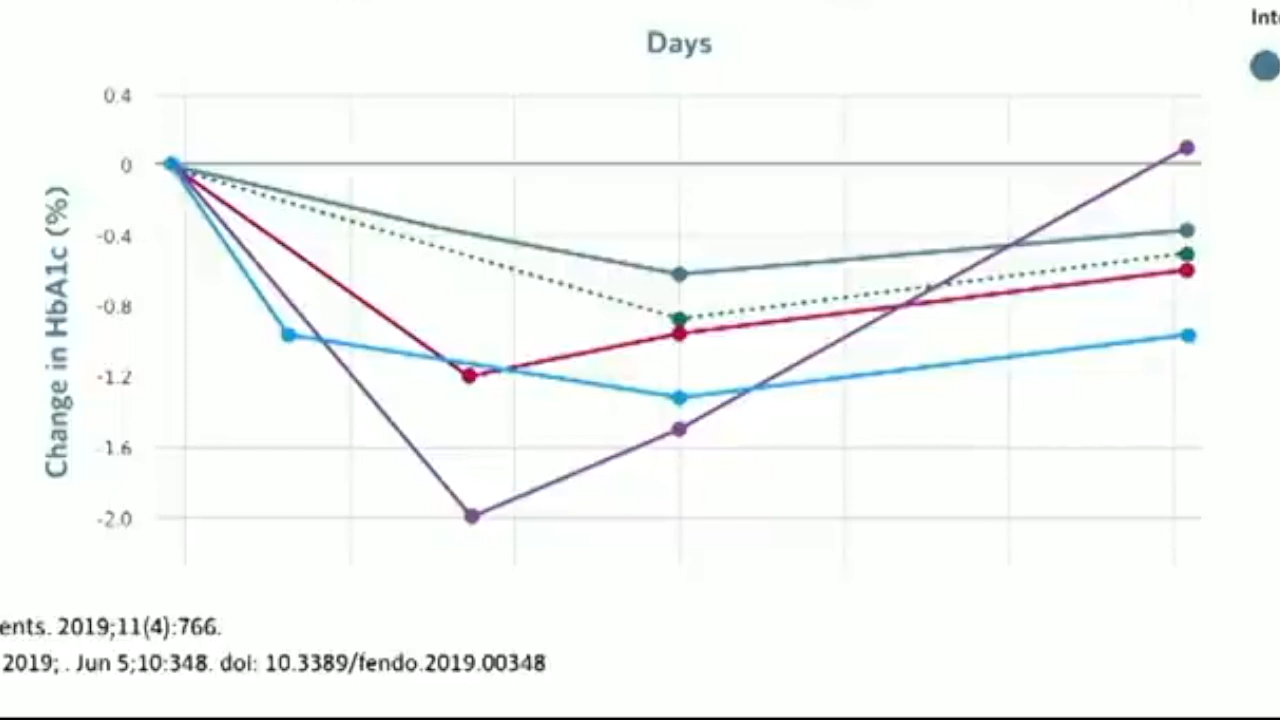 Inte
Days
0.4
0
-0.4
-0.8
-1.2
-1.6
-2.0
Change in HbA1c (%)
ents. 2019;11(4):766.
2019; . Jun 5;10:348. doi: 10.3389/fendo.2019.00348